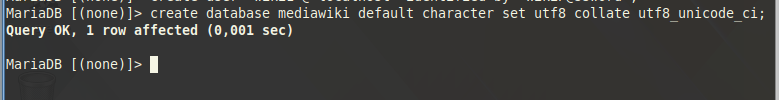 MariaDB [(none)]> create database mediawiki default character set utf8 collate utf8_unicode_ci;
Query OK, 1 row affected (0,001 sec)
MariaDB [(none)]>